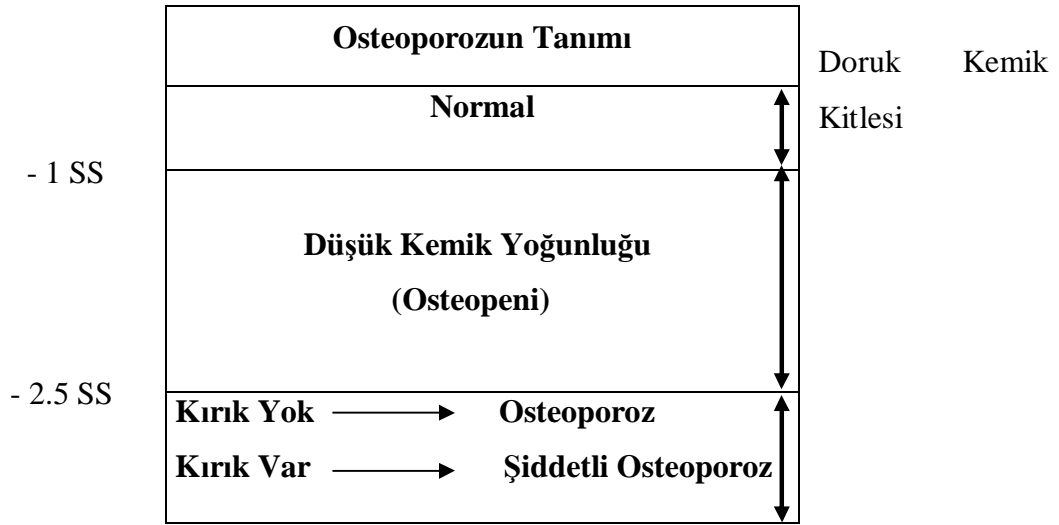 Osteoporozun Tanımı
Doruk Kemik
Kitlesi
Normal
- 1 SS
Düşük Kemik Yoğunluğu
(Osteopeni)
- 2.5 SS
Kırık Yok Osteoporoz
Kırık Var Şiddetli Osteoporoz